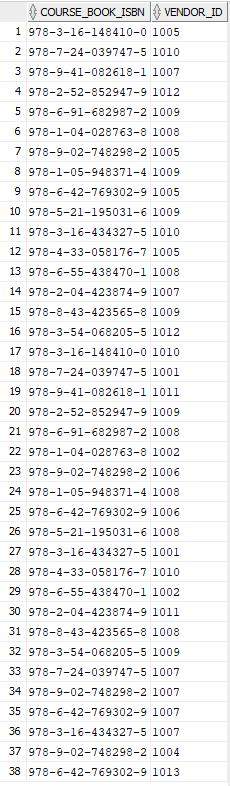 COURSE_BOOK_ISBN VENDOR_ID
1 978-3-16-148410-0 1005
2 978-7-24-039747-5 1010
3 978-9-41-082618-1 1007
4 978-2-52-852947-9 1012
5 978-6-91-682987-2 1009
6 978-1-04-028763-8 1008
7 978-9-02-748298-2 1005
8 978-1-05-948371-4 1009
9 978-6-42-769302-9 1005
10 978-5-21-195031-6 1009
11 978-3-16-434327-5 1010
12 978-4-33-058176-7 1005
13 978-6-55-438470-1 1008
14 978-2-04-423874-9 1007
15 978-8-43-423565-8 1009
16 978-3-54-068205-5 1012
17 978-3-16-148410-0 1010
18 978-7-24-039747-5 1001
19 978-9-41-082618-1 1011
20 978-2-52-852947-9 1009
21 978-6-91-682987-2 1008
22 978-1-04-028763-8 1002
23 978-9-02-748298-2 1006
24 978-1-05-948371-4 1008
25 978-6-42-769302-9 1006
26 978-5-21-195031-6 1008
27 978-3-16-434327-5 1001
28 978-4-33-058176-7 1010
29 978-6-55-438470-1 1002
30 978-2-04-423874-9 1011
31 978-8-43-423565-8 1008
32 978-3-54-068205-5 1009
33 978-7-24-039747-5 1007
34 978-9-02-748298-2 1007
35 978-6-42-769302-9 1007
36 978-3-16-434327-5 1007
37 978-9-02-748298-2 1004
38 978-6-42-769302-9 1013